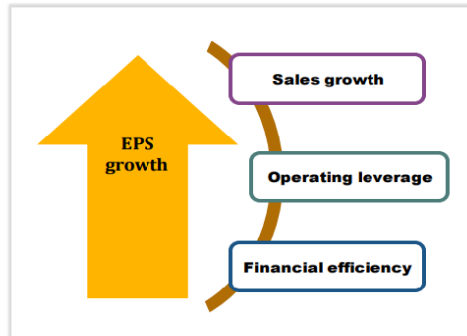 EPS
growth
Sales growth
Operating leverage
Financial efficiency